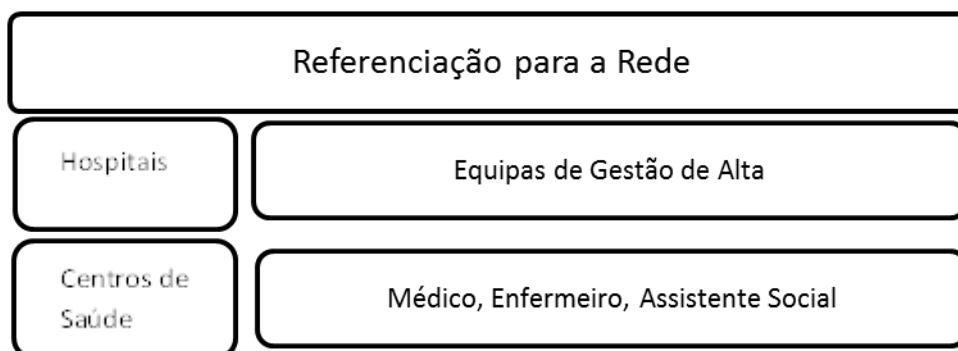 Referenciação para a Rede
Hospitais
Equipas de Gestão de Alta
Centros de
Saúde
Médico, Enfermeiro, Assistente Social